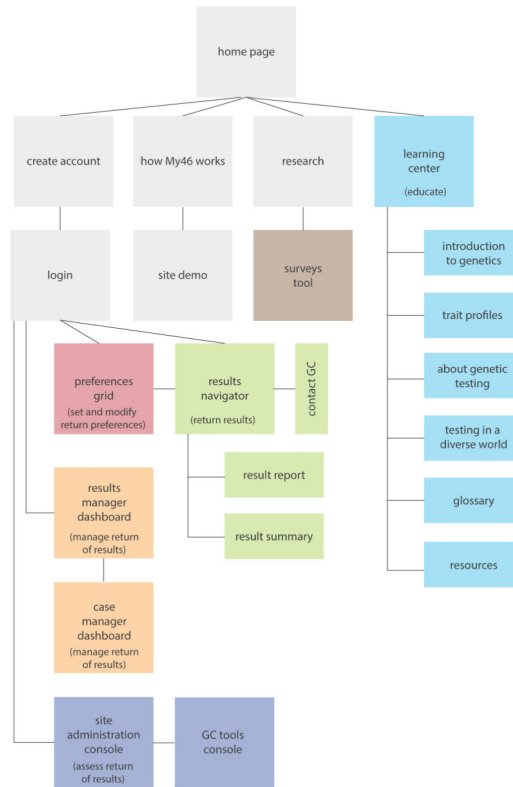 home page
create account
how My46 works
research
learning
center
(educate)
login
site demo
surveys
tool
introduction
to genetics
trait profiles
about genetic
testing
testing in a
diverse world
glossary
resources
preferences
grid
(set and modify
return preferences)
results
navigator
(return results)
contact GC
result report
result summary
results
manager
dashboard
(manage return
of results)
case
manager
dashboard
(manage return
of results)
site
administration
console
(assess return
of results)
GC tools
console